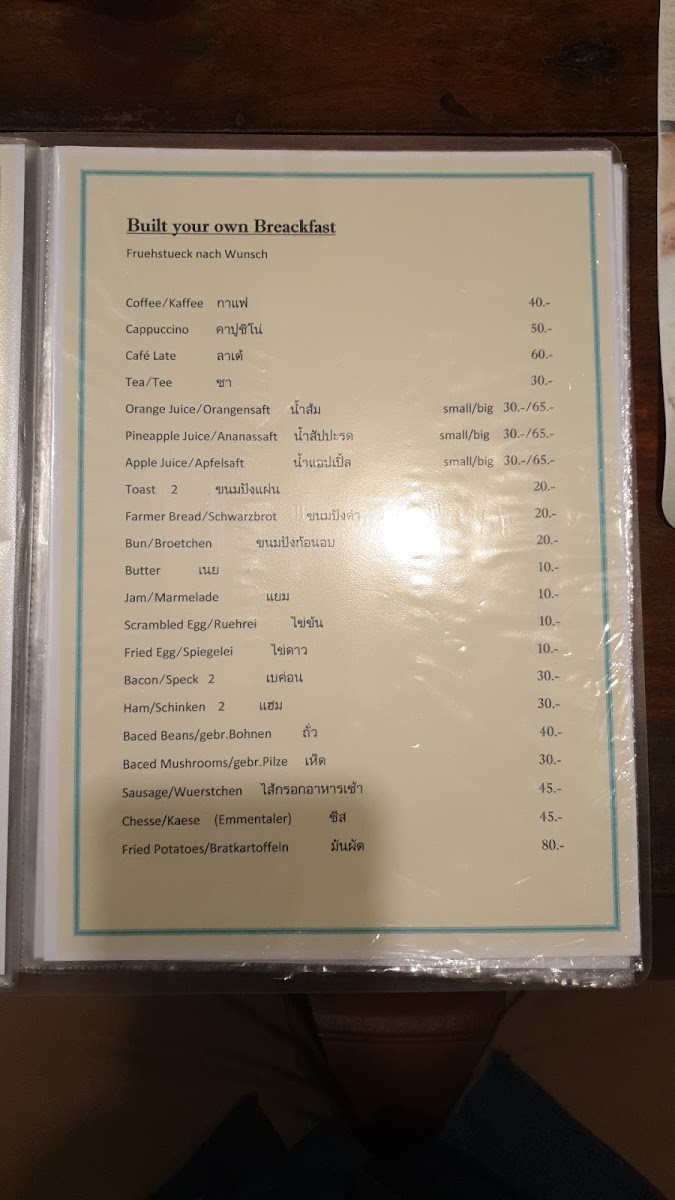 Built your own Breackfast
Fruehstueck nach Wunsch
Coffee/Kaffee กาแฟ 40.-
Cappuccino คาปูชิโน่ 50.-
Café Late ลาเต้ 60.-
Tea/Tee ชา 30.-
Orange Juice/Orangensaft น้ำส้ม small/big 30.-/65.-
Pineapple Juice/Ananassaft น้ำสัปปะรด small/big 30.-/65.-
Apple Juice/Apfelsaft น้ำแอปเปิ้ล small/big 30.-/65.-
Toast 2 ขนมปังแผ่น 20.-
Farmer Bread/Schwarzbrot ขนมปังดำ 20.-
Bun/Broetchen ขนมปังก้อนอบ 20.-
Butter เนย 10.-
Jam/Marmelade แยม 10.-
Scrambled Egg/Ruehrei ไข่ข้น 10.-
Fried Egg/Spiegelei ไข่ดาว 10.-
Bacon/Speck 2 เบค่อน 30.-
Ham/Schinken 2 แฮ่ม 30.-
Baced Beans/gebr.Bohnen ถั่ว 40.-
Baced Mushrooms/gebr.Pilze เห็ด 30.-
Sausage/Wuerstchen ไส้กรอกอาหารเช้า 45.-
Chesse/Kaese (Emmentaler) ชีส 45.-
Fried Potatoes/Bratkartoffeln มันผัด 80.-